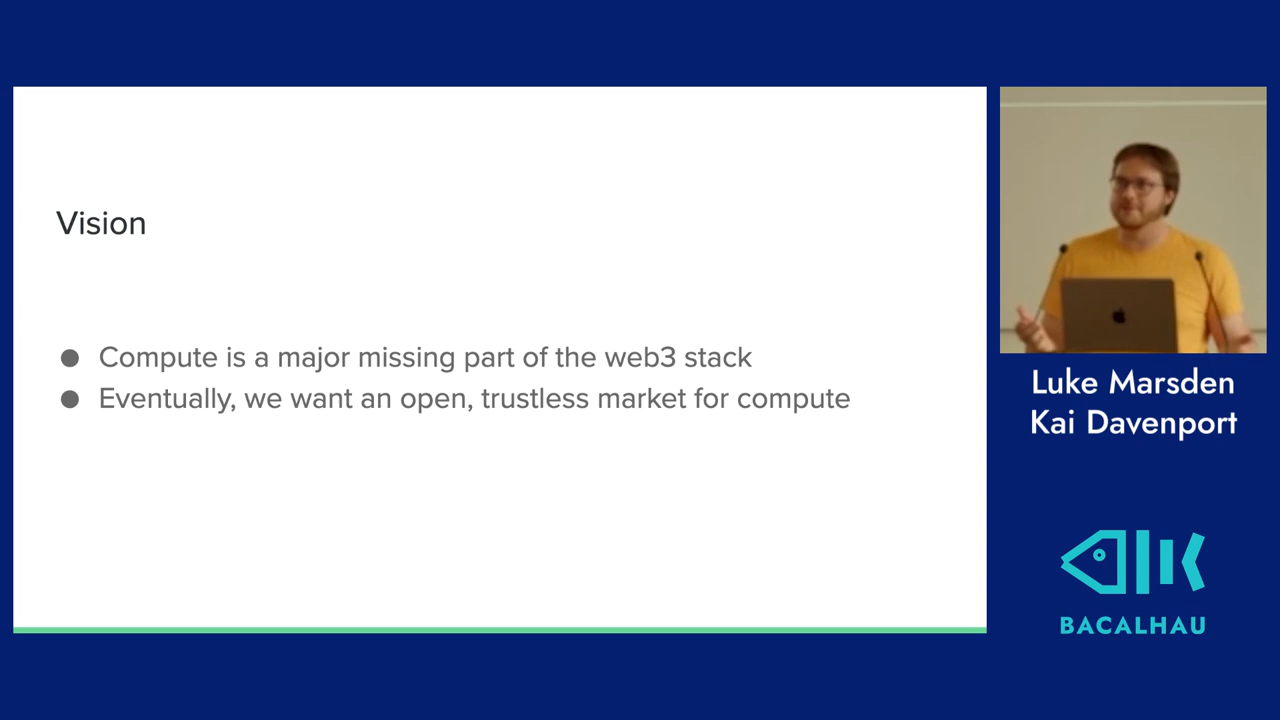 Vision
● Compute is a major missing part of the web3 stack
● Eventually, we want an open, trustless market for compute
Luke Marsden
Kai Davenport
BACALHAU